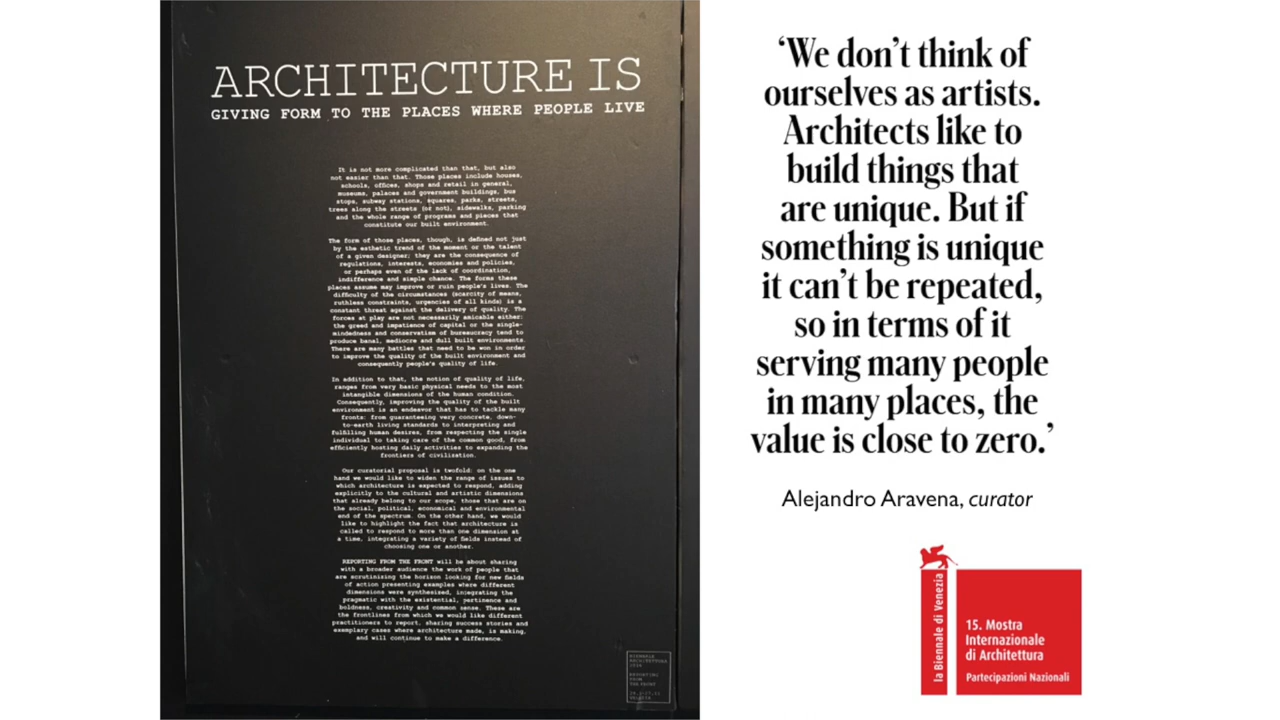 ARCHITECTURE IS
GIVING FORM TO THE PLACES WHERE PEOPLE LIVE
It is not more complicated than that, but also
not easier than that. Those places include houses,
schools, offices, shops and retail in general,
museums, palaces and government buildings, bus
stops, subway stations, squares, parks, streets,
trees along the streets (or not), sidewalks, parking
and the whole range of programs and pieces that
constitute our built environment.
The form of those places, though, is defined not just
by the esthetic trend of the moment or the talent
of a given designer; they are the consequence of
regulations, interests, economies and policies,
or perhaps even of the lack of coordination,
indifference and simple chance. The forms these
places assume may improve or ruin people's lives. The
difficulty of the circumstances (scarcity of means,
ruthless constraints, urgencies of all kinds) is a
constant threat against the delivery of quality. The
forces at play are not necessarily amicable either:
the greed and impatience of capital or the single-
mindedness and conservatism of bureaucracy tend to
produce banal, mediocre and dull built environments.
There are many battles that need to be won in order
to improve the quality of the built environment and
consequently people's quality of life.
In addition to that, the notion of quality of life,
ranges from very basic physical needs to the most
intangible dimensions of the human condition.
Consequently, improving the quality of the built
environment is an endeavor that has to tackle many
fronts: from guaranteeing very concrete, down-
to-earth living standards to interpreting and
fulfilling human desires, from respecting the single
individual to taking care of the common good, from
efficiently hosting daily activities to expanding the
frontiers of civilization.
Our curatorial proposal is twofold: on the one
hand we would like to widen the range of issues to
which architecture is expected to respond, adding
explicitly to the cultural and artistic dimensions
that already belong to our scope, those that are on
the social, political, economical and environmental
end of the spectrum. On the other hand, we would
like to highlight the fact that architecture is
called to respond to more than one dimension at
a time, integrating a variety of fields instead of
choosing one or another.
REPORTING FROM THE FRONT will be about sharing
with a broader audience the work of people that
are scrutinizing the horizon looking for new fields
of action presenting examples where different
dimensions were synthesized, integrating the
pragmatic with the existential, pertinence and
boldness, creativity and common sense. These are
the frontlines from which we would like different
practitioners to report, sharing success stories and
exemplary cases where architecture made, is making,
and will continue to make a difference.
BIENNALE
ARCHITETTURA
2016
REPORTING
FROM
THE FRONT
VENEZIA
‘We don’t think of
ourselves as artists.
Architects like to
build things that
are unique. But if
something is unique
it can’t be repeated,
so in terms of it
serving many people
in many places, the
value is close to zero.’
Alejandro Aravena, curator
la Biennale di Venezia
15. Mostra
Internazionale
di Architettura
Partecipazioni Nazionali